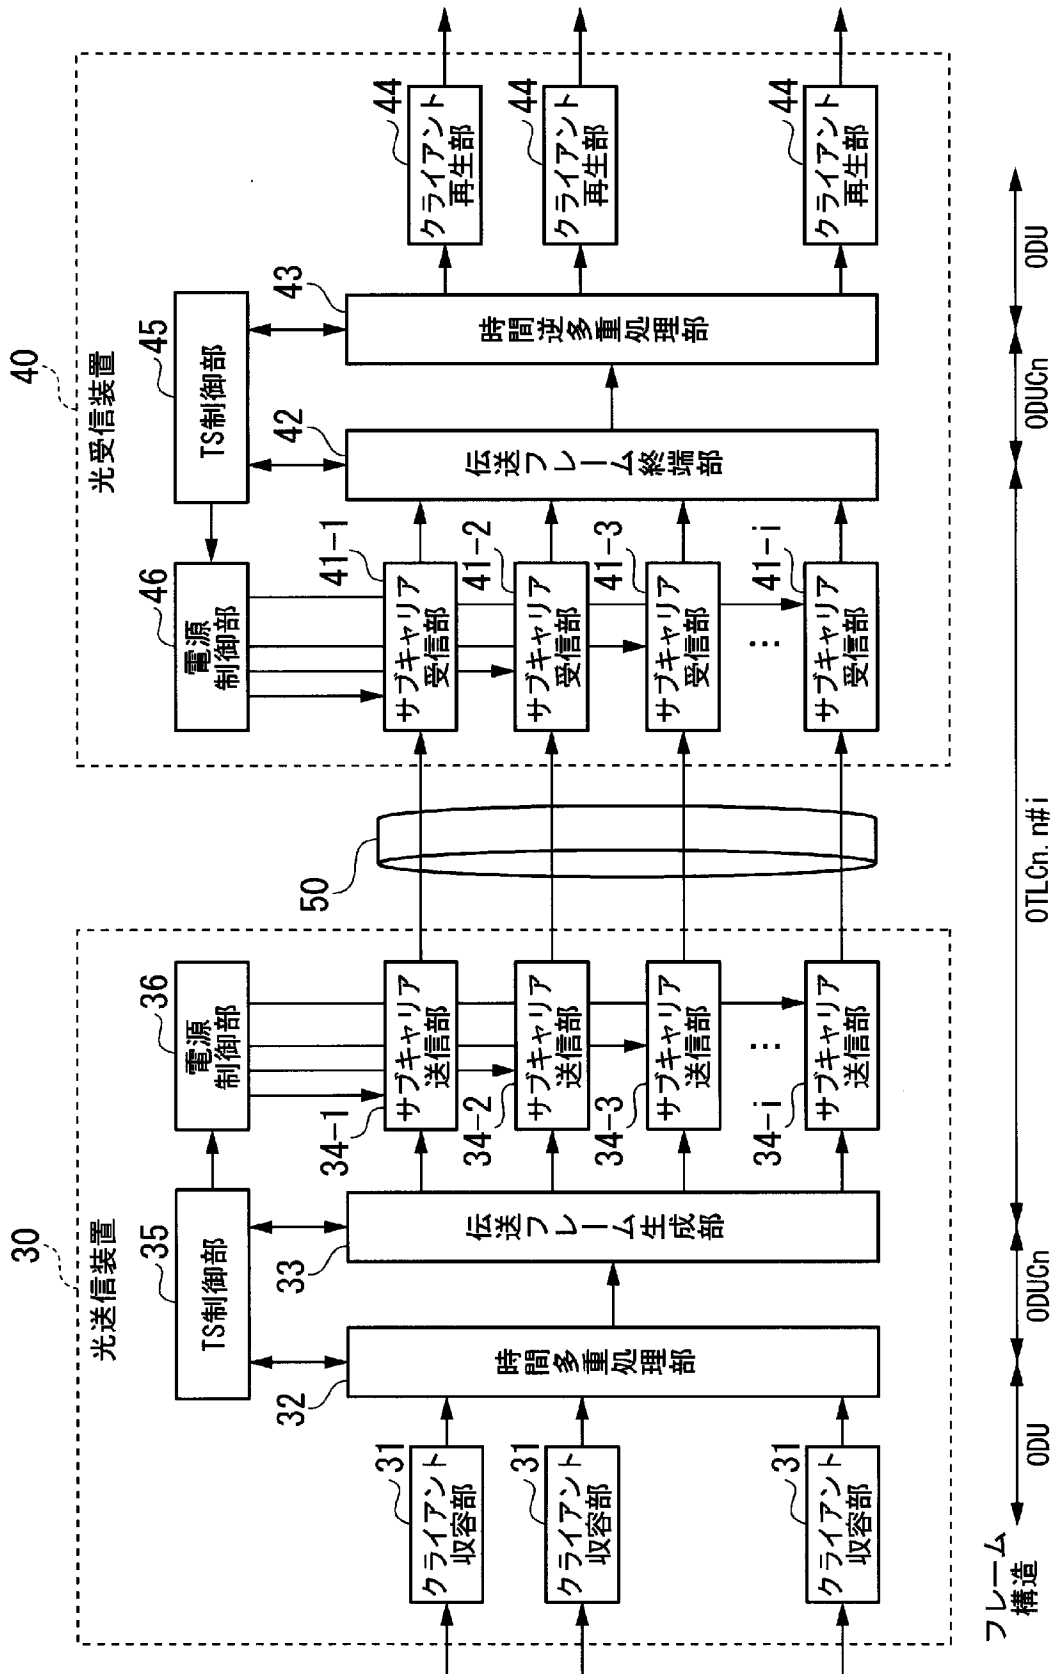 30
光送信装置
35
TS制御部
36
電源
制御部
31
クライアント
収容部
31
クライアント
収容部
31
クライアント
収容部
32
時間多重処理部
33
伝送フレーム生成部
34-1
サブキャリア
送信部
34-2
サブキャリア
送信部
34-3
サブキャリア
送信部
...
34-i
サブキャリア
送信部
50
40
光受信装置
46
電源
制御部
45
TS制御部
41-1
サブキャリア
受信部
41-2
サブキャリア
受信部
41-3
サブキャリア
受信部
...
41-i
サブキャリア
受信部
42
伝送フレーム終端部
43
時間逆多重処理部
44
クライアント
再生部
44
クライアント
再生部
44
クライアント
再生部
フレーム
構造
ODU
ODUCn
OTLCn. n#i
ODUCn
ODU